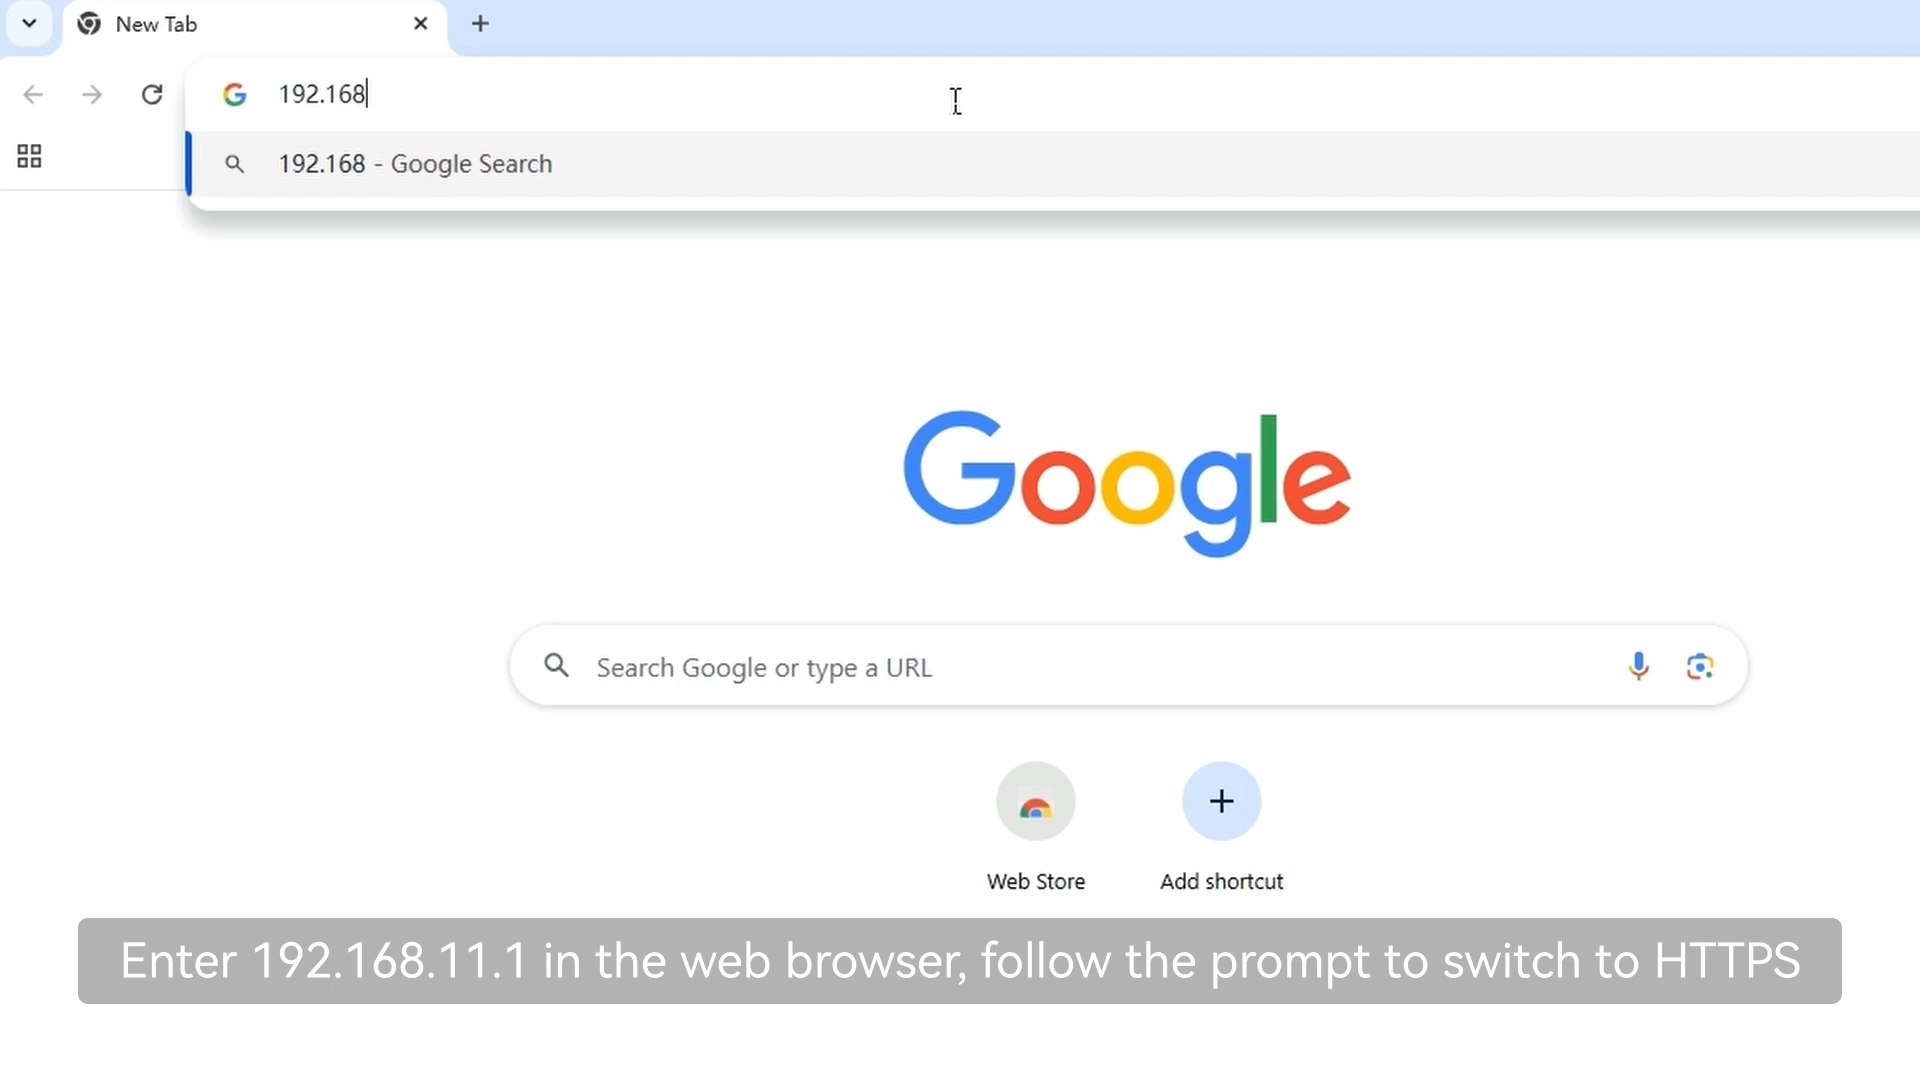 New Tab
192.168
192.168 - Google Search
Google
Search Google or type a URL
Web Store
Add shortcut
Enter 192.168.11.1 in the web browser, follow the prompt to switch to HTTPS